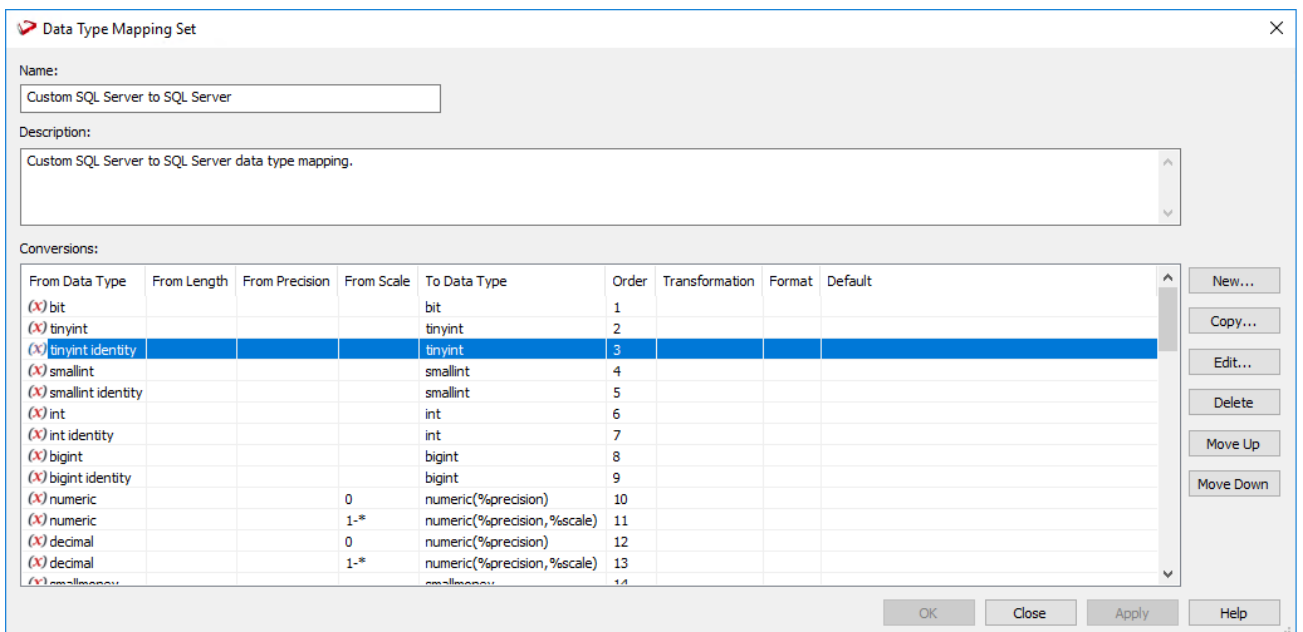 Data Type Mapping Set
Name:
Custom SQL Server to SQL Server
Description:
Custom SQL Server to SQL Server data type mapping.
Conversions:
From Data Type From Length From Precision From Scale To Data Type Order Transformation Format Default
(x) bit bit 1
(x) tinyint tinyint 2
(x) tinyint identity tinyint 3
(x) smallint smallint 4
(x) smallint identity smallint 5
(x) int int 6
(x) int identity int 7
(x) bigint bigint 8
(x) bigint identity bigint 9
(x) numeric 0 numeric(%precision) 10
(x) numeric 1-* numeric(%precision,%scale) 11
(x) decimal 0 numeric(%precision) 12
(x) decimal 1-* numeric(%precision,%scale) 13
(x) smallmoney smallmoney 14
New...
Copy...
Edit...
Delete
Move Up
Move Down
OK Close Apply Help